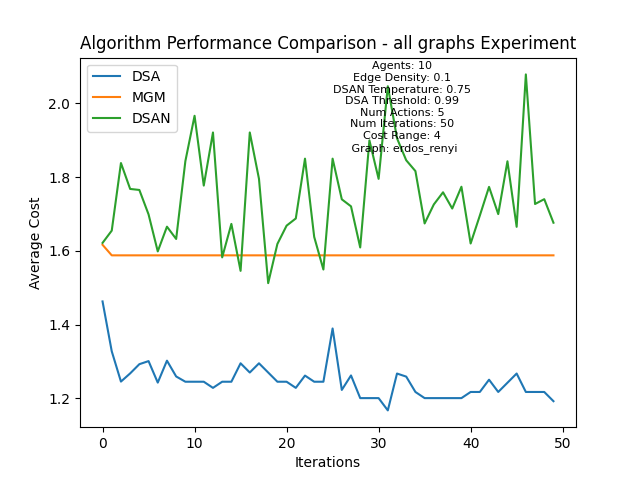 Algorithm Performance Comparison - all graphs Experiment
DSA
MGM
DSAN
Agents: 10
Edge Density: 0.1
DSAN Temperature: 0.75
DSA Threshold: 0.99
Num Actions: 5
Num Iterations: 50
Cost Range: 4
Graph: erdos_renyi
Average Cost
2.0
1.8
1.6
1.4
1.2
0
10
20
30
40
50
Iterations